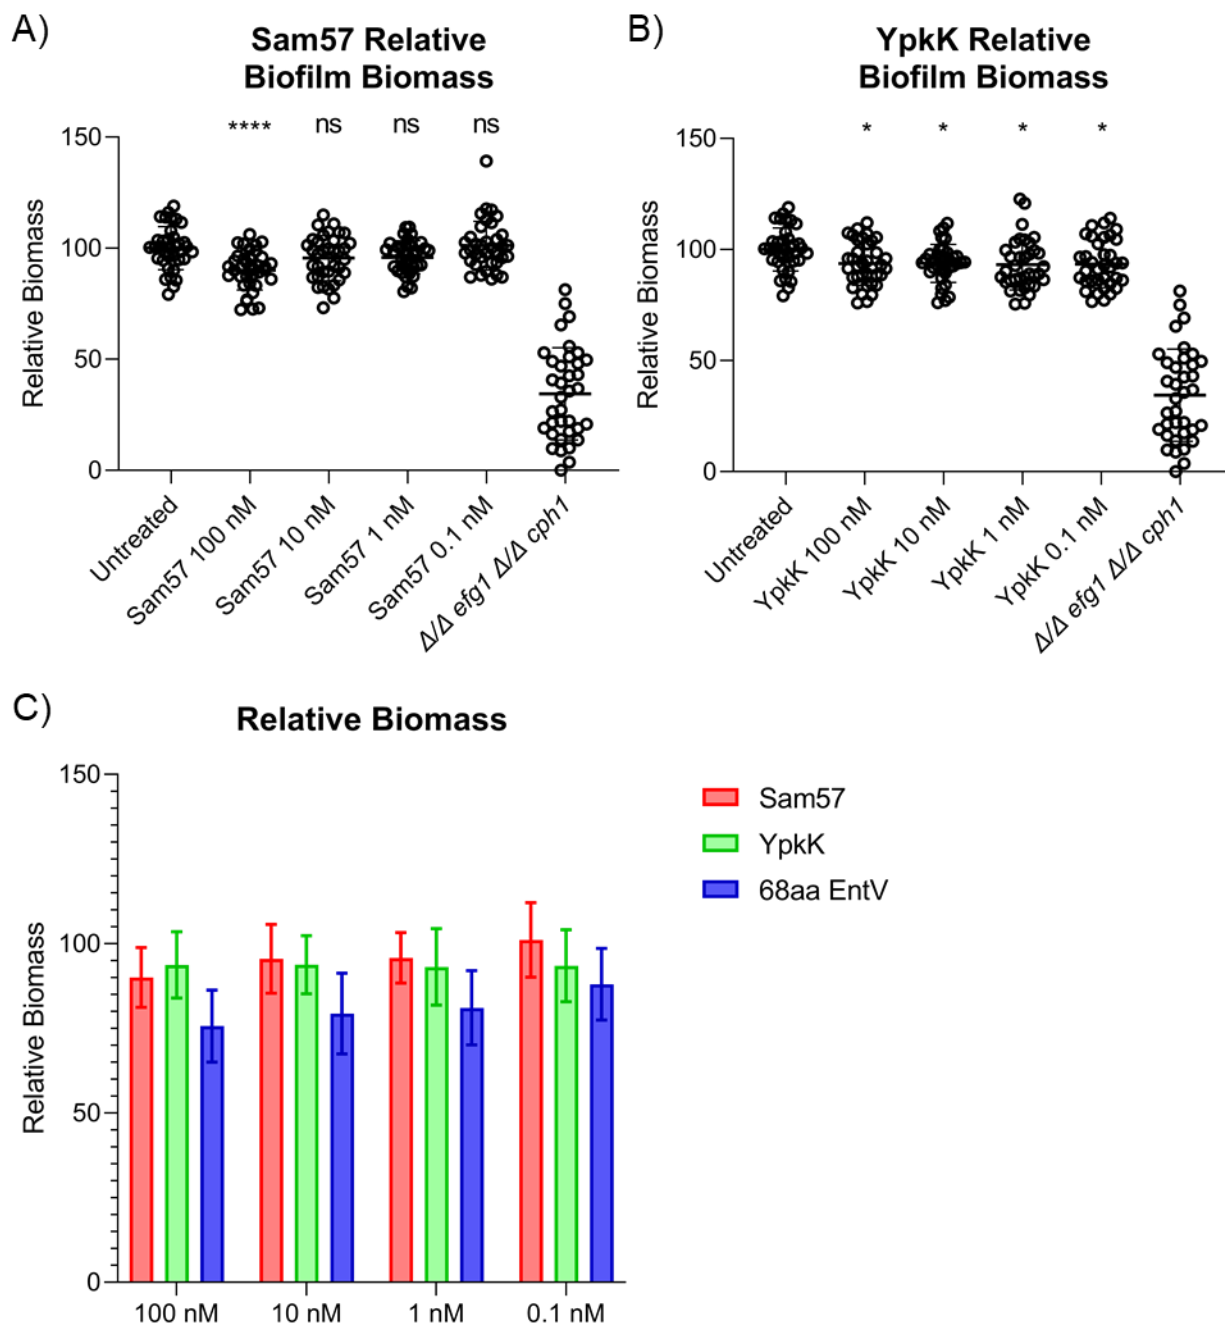 A)
Sam57 Relative
Biofilm Biomass
**** ns ns ns
150
100
50
0
Relative Biomass
Untreated
Sam57 100 nM
Sam57 10 nM
Sam57 1 nM
Sam57 0.1 nM
Δ/Δ efg1 Δ/Δ cph1
B)
YpkK Relative
Biofilm Biomass
* * * *
150
100
50
0
Relative Biomass
Untreated
YpkK 100 nM
YpkK 10 nM
YpkK 1 nM
YpkK 0.1 nM
Δ/Δ efg1 Δ/Δ cph1
C)
Relative Biomass
150
100
50
0
Relative Biomass
100 nM 10 nM 1 nM 0.1 nM
Sam57
YpkK
68aa EntV